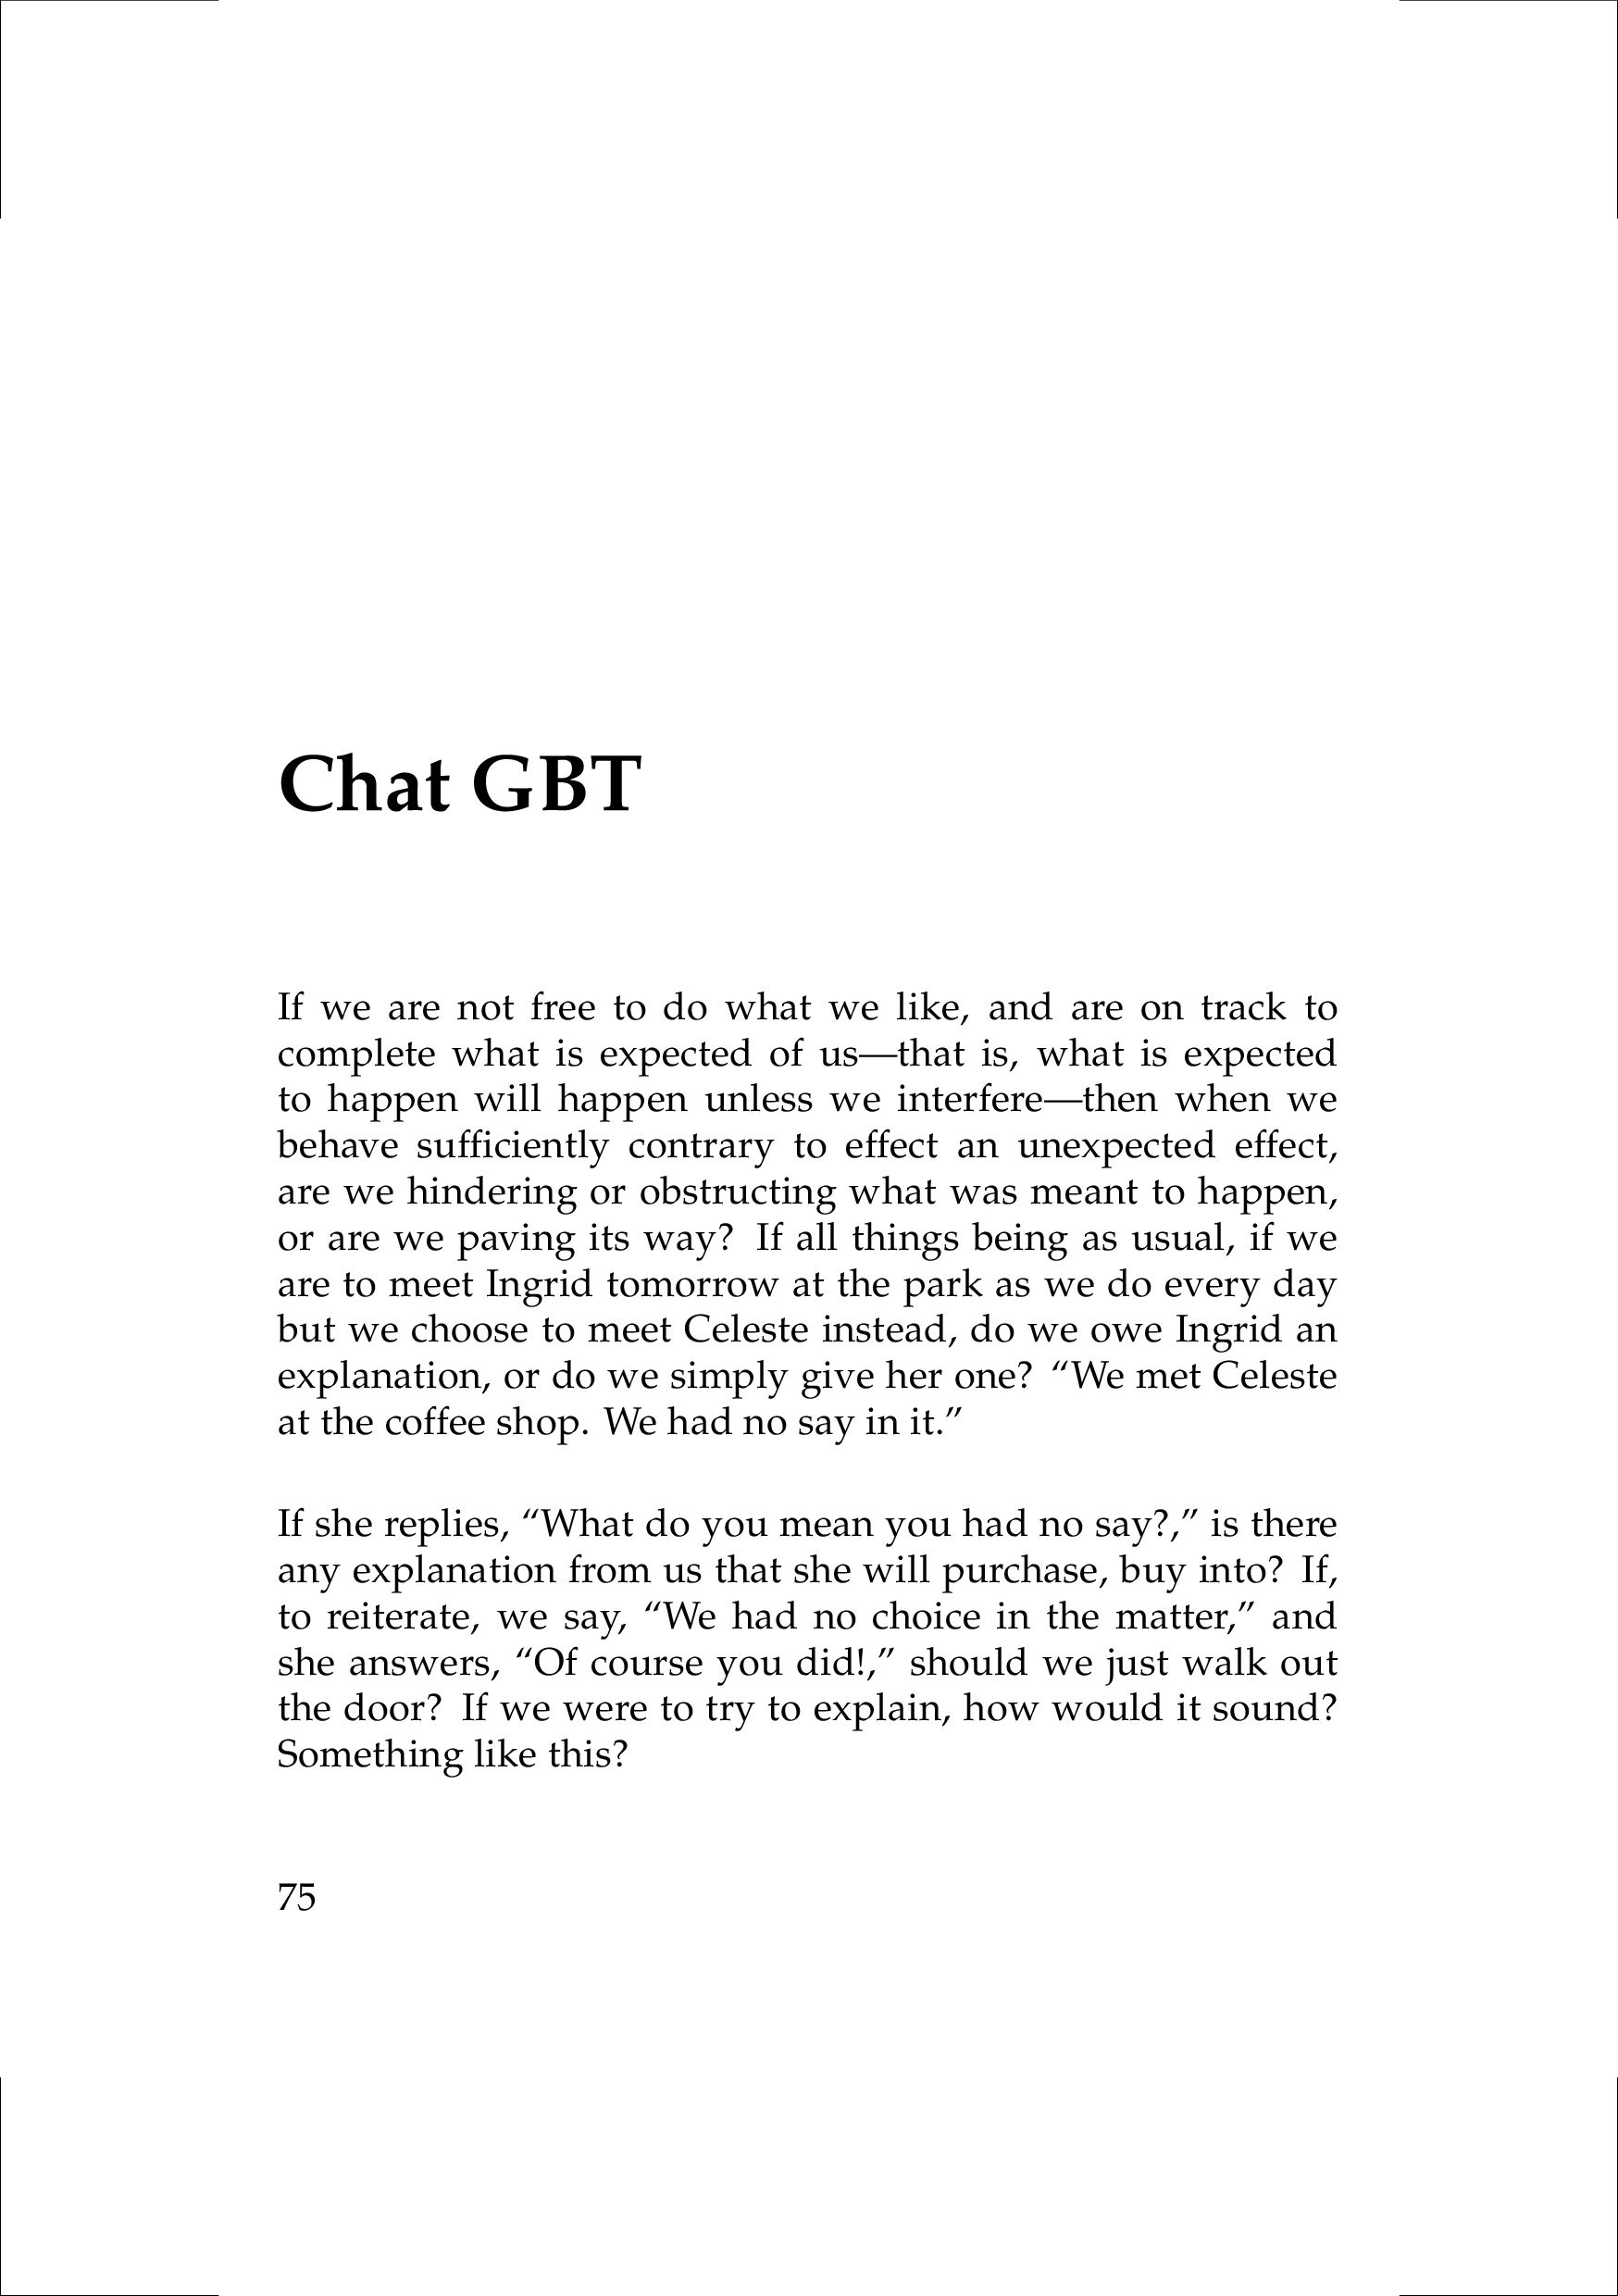 Chat GBT
If we are not free to do what we like, and are on track to
complete what is expected of us—that is, what is expected
to happen will happen unless we interfere—then when we
behave sufficiently contrary to effect an unexpected effect,
are we hindering or obstructing what was meant to happen,
or are we paving its way? If all things being as usual, if we
are to meet Ingrid tomorrow at the park as we do every day
but we choose to meet Celeste instead, do we owe Ingrid an
explanation, or do we simply give her one? “We met Celeste
at the coffee shop. We had no say in it.”
If she replies, “What do you mean you had no say?,” is there
any explanation from us that she will purchase, buy into? If,
to reiterate, we say, “We had no choice in the matter,” and
she answers, “Of course you did!,” should we just walk out
the door? If we were to try to explain, how would it sound?
Something like this?
75